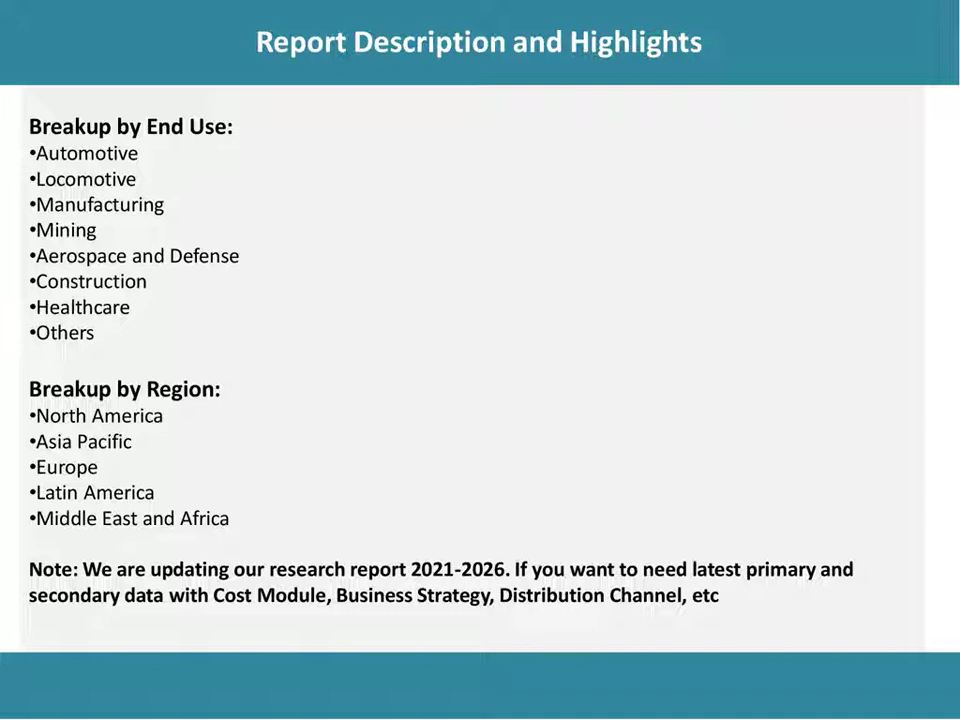 Report Description and Highlights
Breakup by End Use:
•Automotive
•Locomotive
•Manufacturing
•Mining
•Aerospace and Defense
•Construction
•Healthcare
•Others
Breakup by Region:
•North America
•Asia Pacific
•Europe
•Latin America
•Middle East and Africa
Note: We are updating our research report 2021-2026. If you want to need latest primary and
secondary data with Cost Module, Business Strategy, Distribution Channel, etc